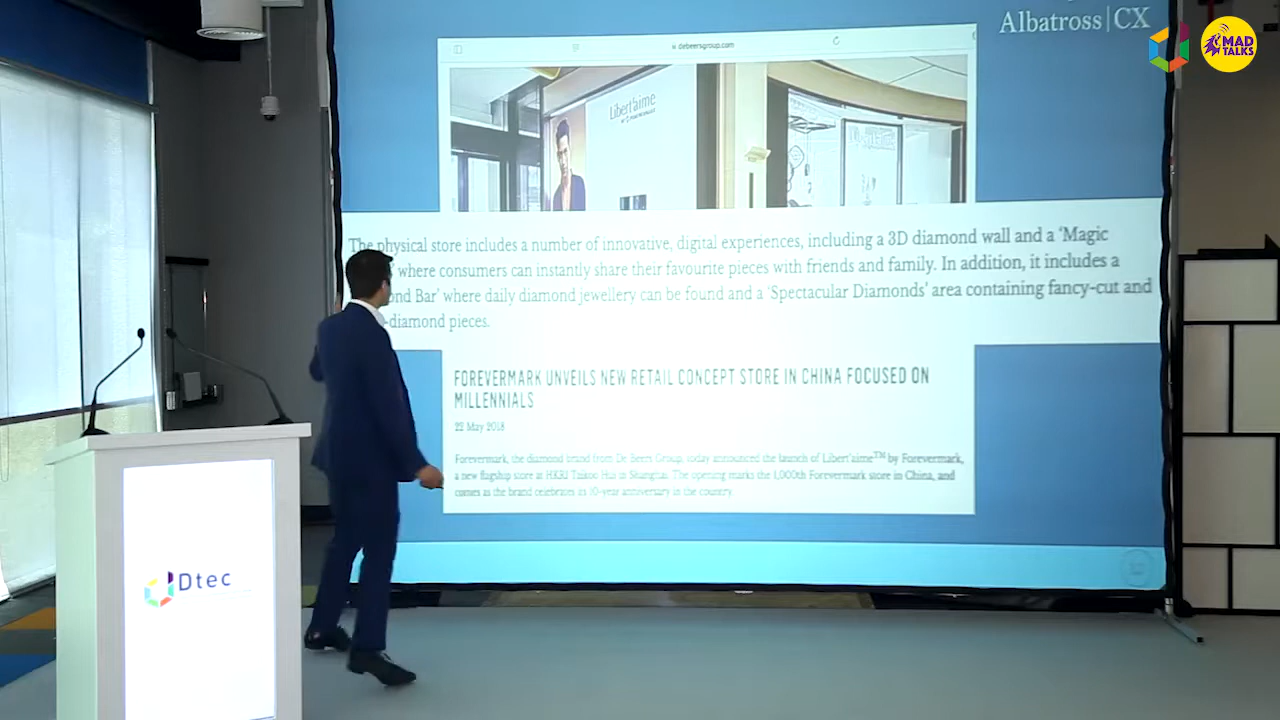 Albatross|CX
MAD
TALKS
debeersgroup.com
Libert'aime
The physical store includes a number of innovative, digital experiences, including a 3D diamond wall and a 'Magic
where consumers can instantly share their favourite pieces with friends and family. In addition, it includes a
ond Bar' where daily diamond jewellery can be found and a 'Spectacular Diamonds' area containing fancy-cut and
-diamond pieces.
FOREVERMARK UNVEILS NEW RETAIL CONCEPT STORE IN CHINA FOCUSED ON
MILLENNIALS
22 May 2018
Forevermark, the diamond brand from De Beers Group, today announced the launch of Libert'aime™ by Forevermark,
a new flagship store at HKRI Taikoo Hui in Shanghai. The opening marks the 1,000th Forevermark store in China, and
comes as the brand celebrates its 10-year anniversary in the country.
Dtec